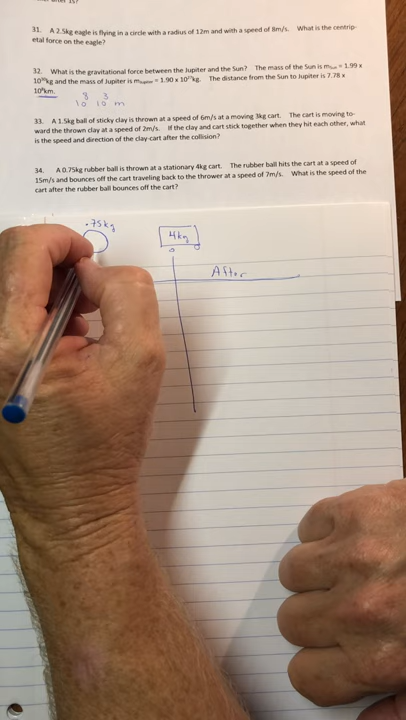 31. A 2.5kg eagle is flying in a circle with a radius of 12m and with a speed of 8m/s. What is the centrip-
etal force on the eagle?
32. What is the gravitational force between the Jupiter and the Sun? The mass of the Sun is mSun = 1.99 x
10³⁰kg and the mass of Jupiter is mJupiter = 1.90 x 10²⁷kg. The distance from the Sun to Jupiter is 7.78 x
10⁸km.
8 3
10 10 m
33. A 1.5kg ball of sticky clay is thrown at a speed of 6m/s at a moving 3kg cart. The cart is moving to-
ward the thrown clay at a speed of 2m/s. If the clay and cart stick together when they hit each other, what
is the speed and direction of the clay-cart after the collision?
34. A 0.75kg rubber ball is thrown at a stationary 4kg cart. The rubber ball hits the cart at a speed of
15m/s and bounces off the cart traveling back to the thrower at a speed of 7m/s. What is the speed of the
cart after the rubber ball bounces off the cart?
.75kg
4kg
After